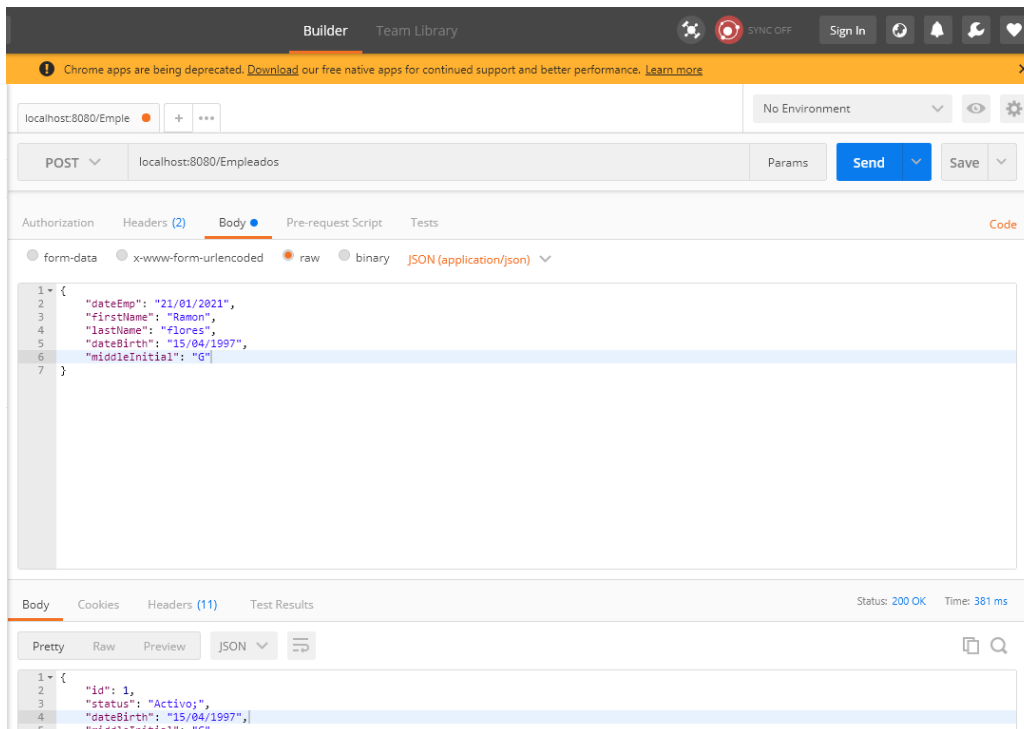 Builder Team Library SYNC OFF Sign In
Chrome apps are being deprecated. Download our free native apps for continued support and better performance. Learn more
localhost:8080/Emple + ••• No Environment
POST localhost:8080/Empleados Params Send Save
Authorization Headers (2) Body Pre-request Script Tests Code
form-data x-www-form-urlencoded raw binary JSON (application/json)
1 {
2 "dateEmp": "21/01/2021",
3 "firstName": "Ramon",
4 "lastName": "flores",
5 "dateBirth": "15/04/1997",
6 "middleInitial": "G"
7 }
Body Cookies Headers (11) Test Results Status: 200 OK Time: 381 ms
Pretty Raw Preview JSON
1 {
2 "id": 1,
3 "status": "Activo;",
4 "dateBirth": "15/04/1997",
5 "middleInitial": "G"